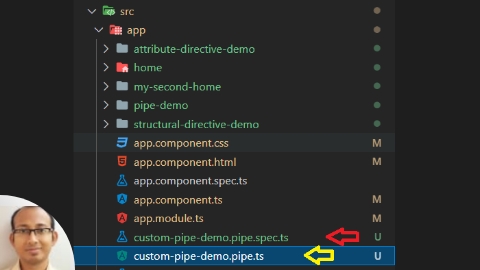 src
app
attribute-directive-demo
home
my-second-home
pipe-demo
structural-directive-demo
app.component.css M
app.component.html M
app.component.spec.ts
app.component.ts M
app.module.ts M
custom-pipe-demo.pipe.spec.ts U
custom-pipe-demo.pipe.ts U